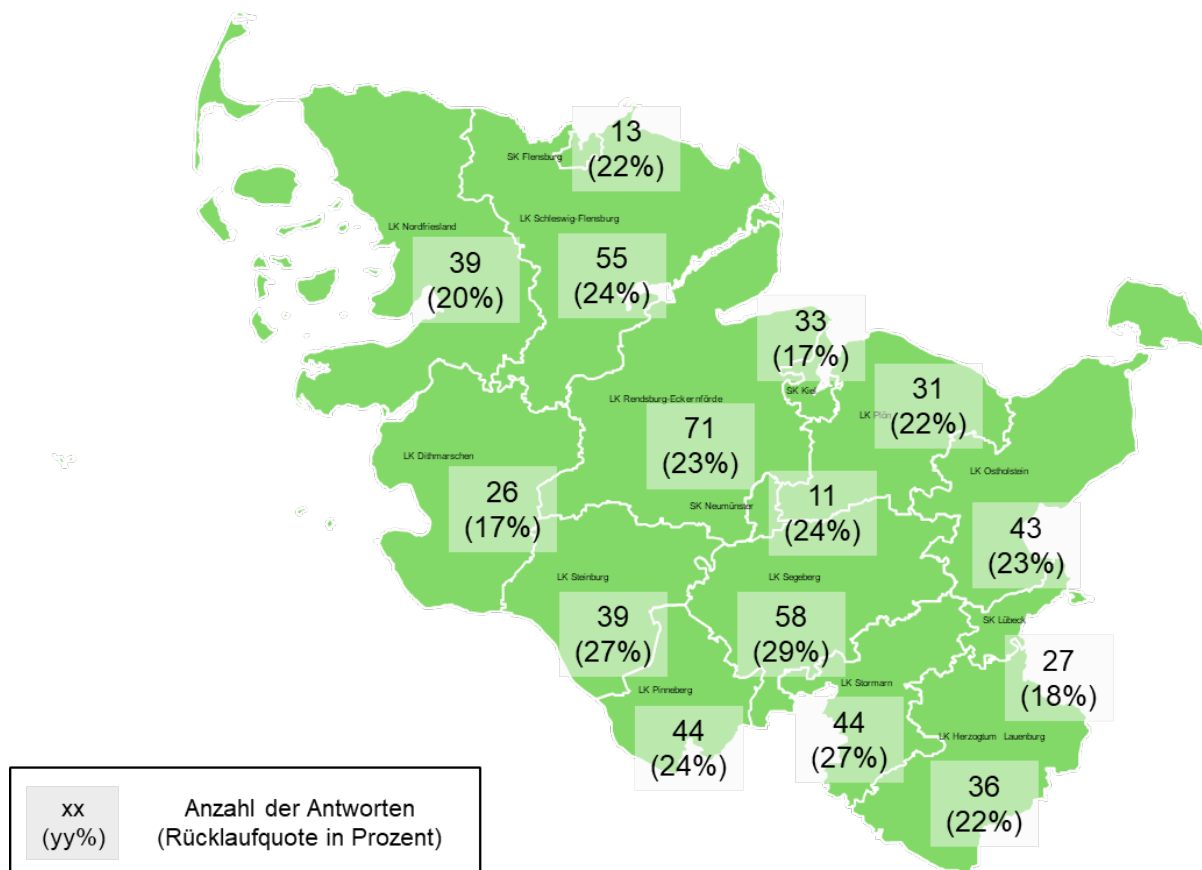 13
(22%)
SK Flensburg
LK Schleswig-Flensburg
LK Nordfriesland
39
(20%)
55
(24%)
33
(17%)
SK Kiel
LK Rendsburg-Eckernförde
31
(22%)
LK Plön
71
(23%)
LK Dithmarschen
LK Ostholstein
26
(17%)
SK Neumünster
11
(24%)
43
(23%)
LK Steinburg
LK Segeberg
39
(27%)
58
(29%)
SK Lübeck
27
(18%)
LK Pinneberg
LK Stormarn
44
(24%)
44
(27%)
LK Herzogtum Lauenburg
36
(22%)
xx
(yy%)
Anzahl der Antworten
(Rücklaufquote in Prozent)